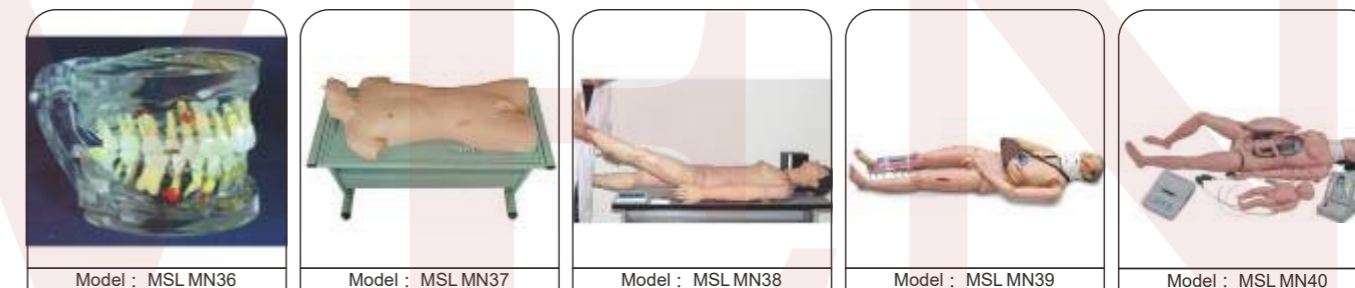 Model : MSL MN36
Model : MSL MN37
Model : MSL MN38
Model : MSL MN39
Model : MSL MN40